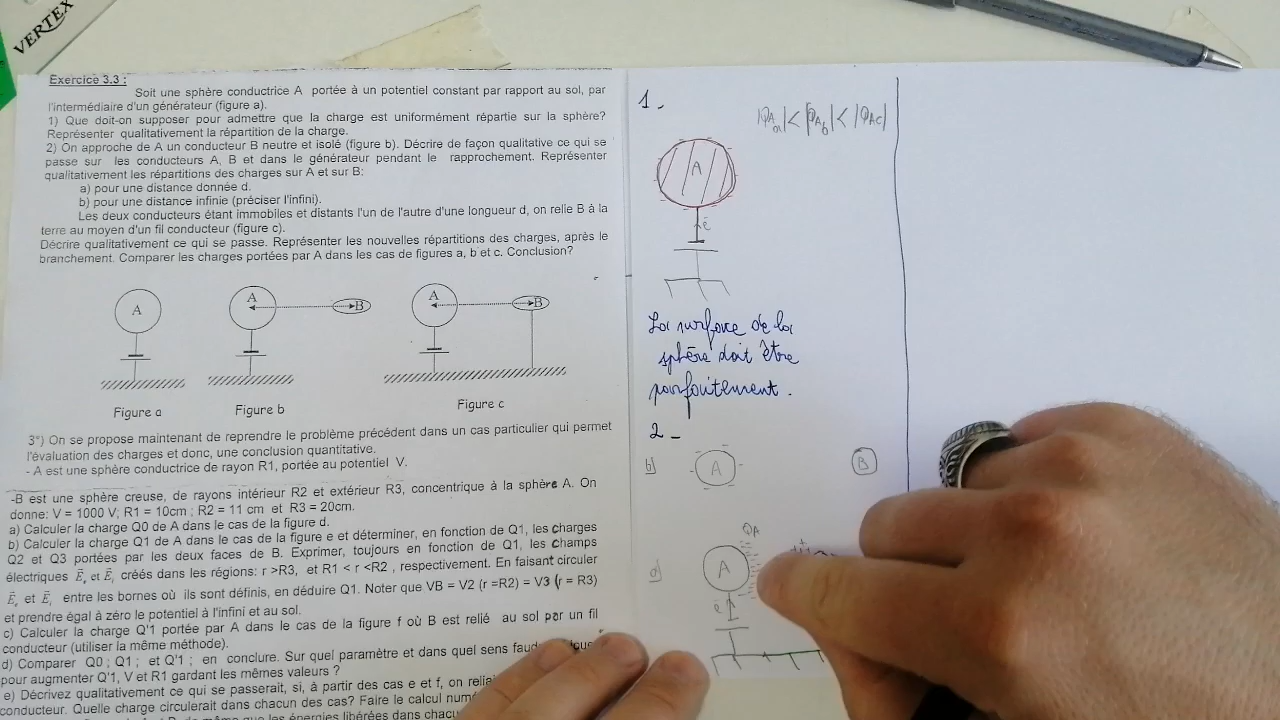 VERTEX
Exercice 3.3 :
Soit une sphère conductrice A portée à un potentiel constant par rapport au sol, par
l'intermédiaire d'un générateur (figure a).
1) Que doit-on supposer pour admettre que la charge est uniformément répartie sur la sphère?
Représenter qualitativement la répartition de la charge.
2) On approche de A un conducteur B neutre et isolé (figure b). Décrire de façon qualitative ce qui se
passe sur les conducteurs A, B et dans le générateur pendant le rapprochement. Représenter
qualitativement les répartitions des charges sur A et sur B:
a) pour une distance donnée d.
b) pour une distance infinie (préciser l'infini).
Les deux conducteurs étant immobiles et distants l'un de l'autre d'une longueur d, on relie B à la
terre au moyen d'un fil conducteur (figure c).
Décrire qualitativement ce qui se passe. Représenter les nouvelles répartitions des charges, après le
branchement. Comparer les charges portées par A dans les cas de figures a, b et c. Conclusion?
A
A B
A B
Figure a
Figure b
Figure c
3°) On se propose maintenant de reprendre le problème précédent dans un cas particulier qui permet
l'évaluation des charges et donc, une conclusion quantitative.
- A est une sphère conductrice de rayon R1, portée au potentiel V.
-B est une sphère creuse, de rayons intérieur R2 et extérieur R3, concentrique à la sphère A. On
donne: V = 1000 V; R1 = 10cm ; R2 = 11 cm et R3 = 20cm.
a) Calculer la charge Q0 de A dans le cas de la figure d.
b) Calculer la charge Q1 de A dans le cas de la figure e et déterminer, en fonction de Q1, les charges
Q2 et Q3 portées par les deux faces de B. Exprimer, toujours en fonction de Q1, les champs
électriques E⃗e et E⃗i créés dans les régions: r >R3, et R1 < r <R2 , respectivement. En faisant circuler
E⃗e et E⃗i entre les bornes où ils sont définis, en déduire Q1. Noter que VB = V2 (r =R2) = V3 (r = R3)
et prendre égal à zéro le potentiel à l'infini et au sol.
c) Calculer la charge Q'1 portée par A dans le cas de la figure f où B est relié au sol par un fil
conducteur (utiliser la même méthode).
d) Comparer Q0 ; Q1 ; et Q'1 ; en conclure. Sur quel paramètre et dans quel sens
pour augmenter Q'1, V et R1 gardant les mêmes valeurs ?
e) Décrivez qualitativement ce qui se passerait, si, à partir des cas e et f, on
conducteur. Quelle charge circulerait dans chacun des cas? Faire le calcul
les énergies libérées dans
1 -
|QAa| < |QAb| < |QAc|
A
e⁻
La surface de la
sphère doit être
parfaitement .
2 -
b) A B
QA
a) A
e⁻